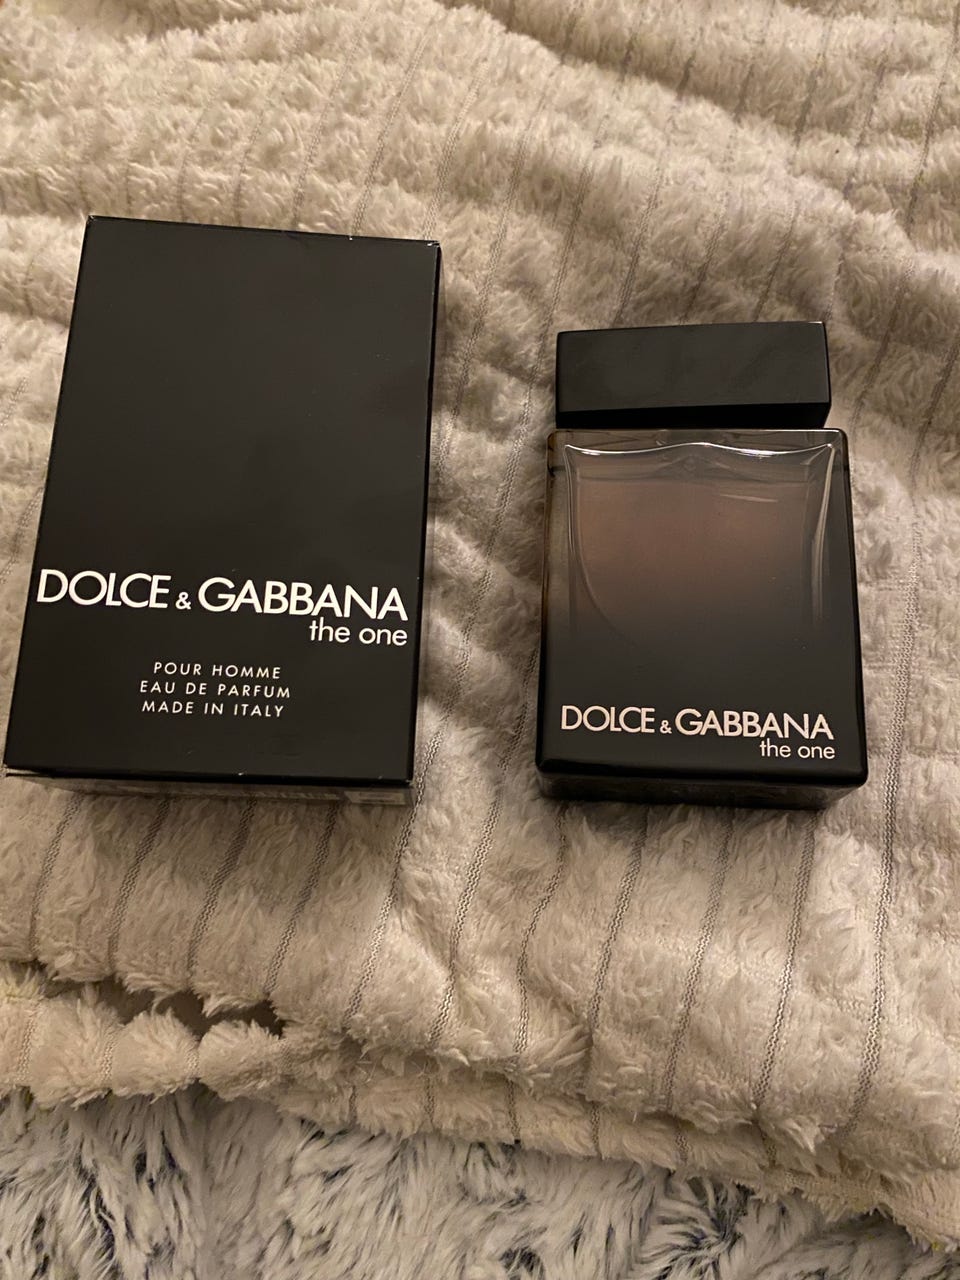 DOLCE & GABBANA
the one
POUR HOMME
EAU DE PARFUM
MADE IN ITALY
DOLCE & GABBANA
the one